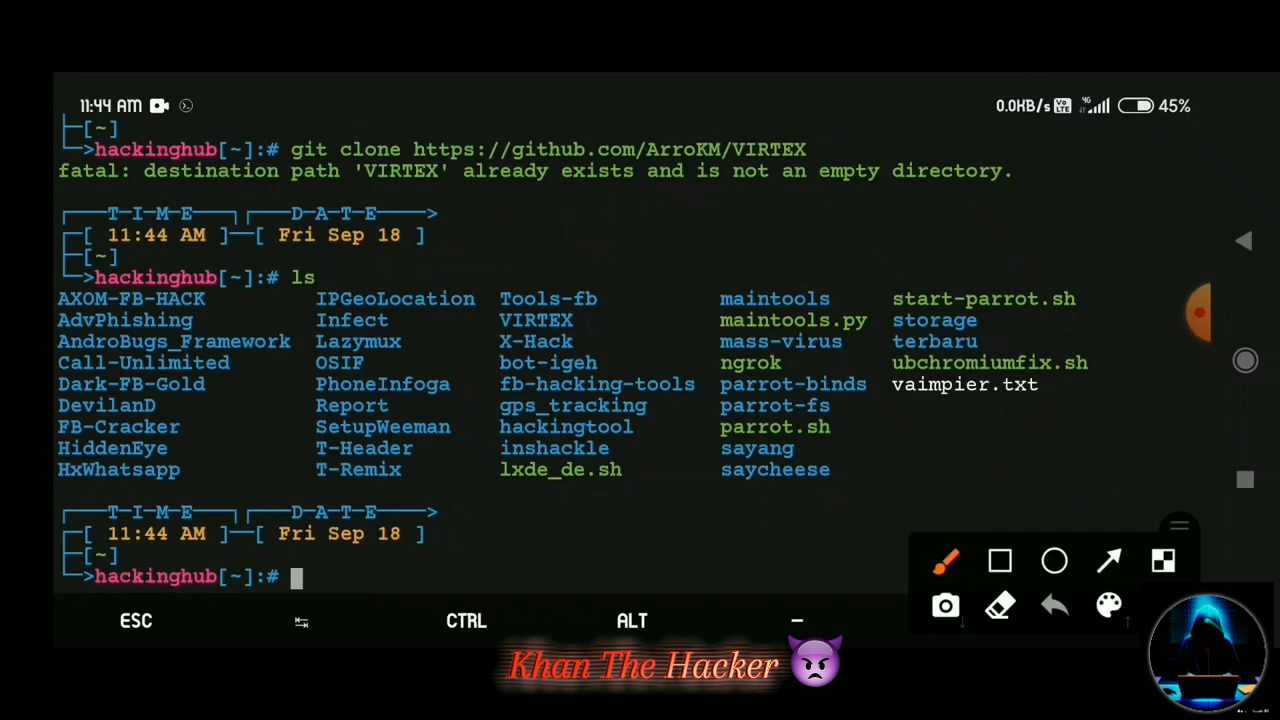 11:44 AM 0.0KB/s Vo LTE 4G 45%
├─[~]
└─>hackinghub[~]:# git clone https://github.com/ArroKM/VIRTEX
fatal: destination path 'VIRTEX' already exists and is not an empty directory.
┌───T─I─M─E───┐┌───D─A─T─E────>
┌─[ 11:44 AM ]──[ Fri Sep 18 ]
├─[~]
└─>hackinghub[~]:# ls
AXOM-FB-HACK IPGeoLocation Tools-fb maintools start-parrot.sh
AdvPhishing Infect VIRTEX maintools.py storage
AndroBugs_Framework Lazymux X-Hack mass-virus terbaru
Call-Unlimited OSIF bot-igeh ngrok ubchromiumfix.sh
Dark-FB-Gold PhoneInfoga fb-hacking-tools parrot-binds vaimpier.txt
DevilanD Report gps_tracking parrot-fs
FB-Cracker SetupWeeman hackingtool parrot.sh
HiddenEye T-Header inshackle sayang
HxWhatsapp T-Remix lxde_de.sh saycheese
┌───T─I─M─E───┐┌───D─A─T─E────>
┌─[ 11:44 AM ]──[ Fri Sep 18 ]
├─[~]
└─>hackinghub[~]:#
ESC ↹ CTRL ALT –
Khan The Hacker 👿